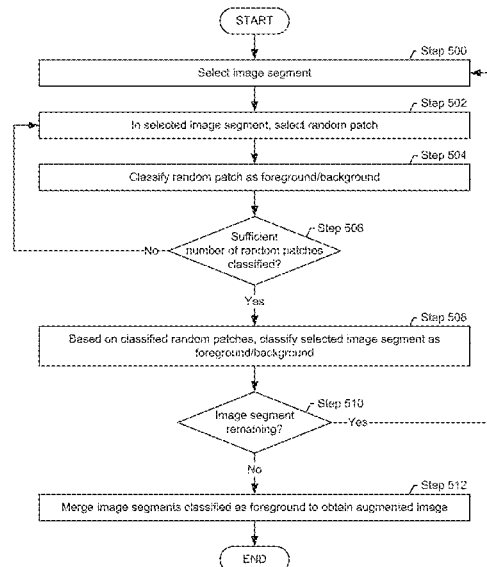 START
Step 500
Select image segment
Step 502
In selected image segment, select random patch
Step 504
Classify random patch as foreground/background
Step 506
Sufficient
number of random patches
classified?
No
Yes
Step 508
Based on classified random patches, classify selected image segment as
foreground/background
Step 510
Image segment
remaining?
Yes
No
Step 512
Merge image segments classified as foreground to obtain augmented image
END